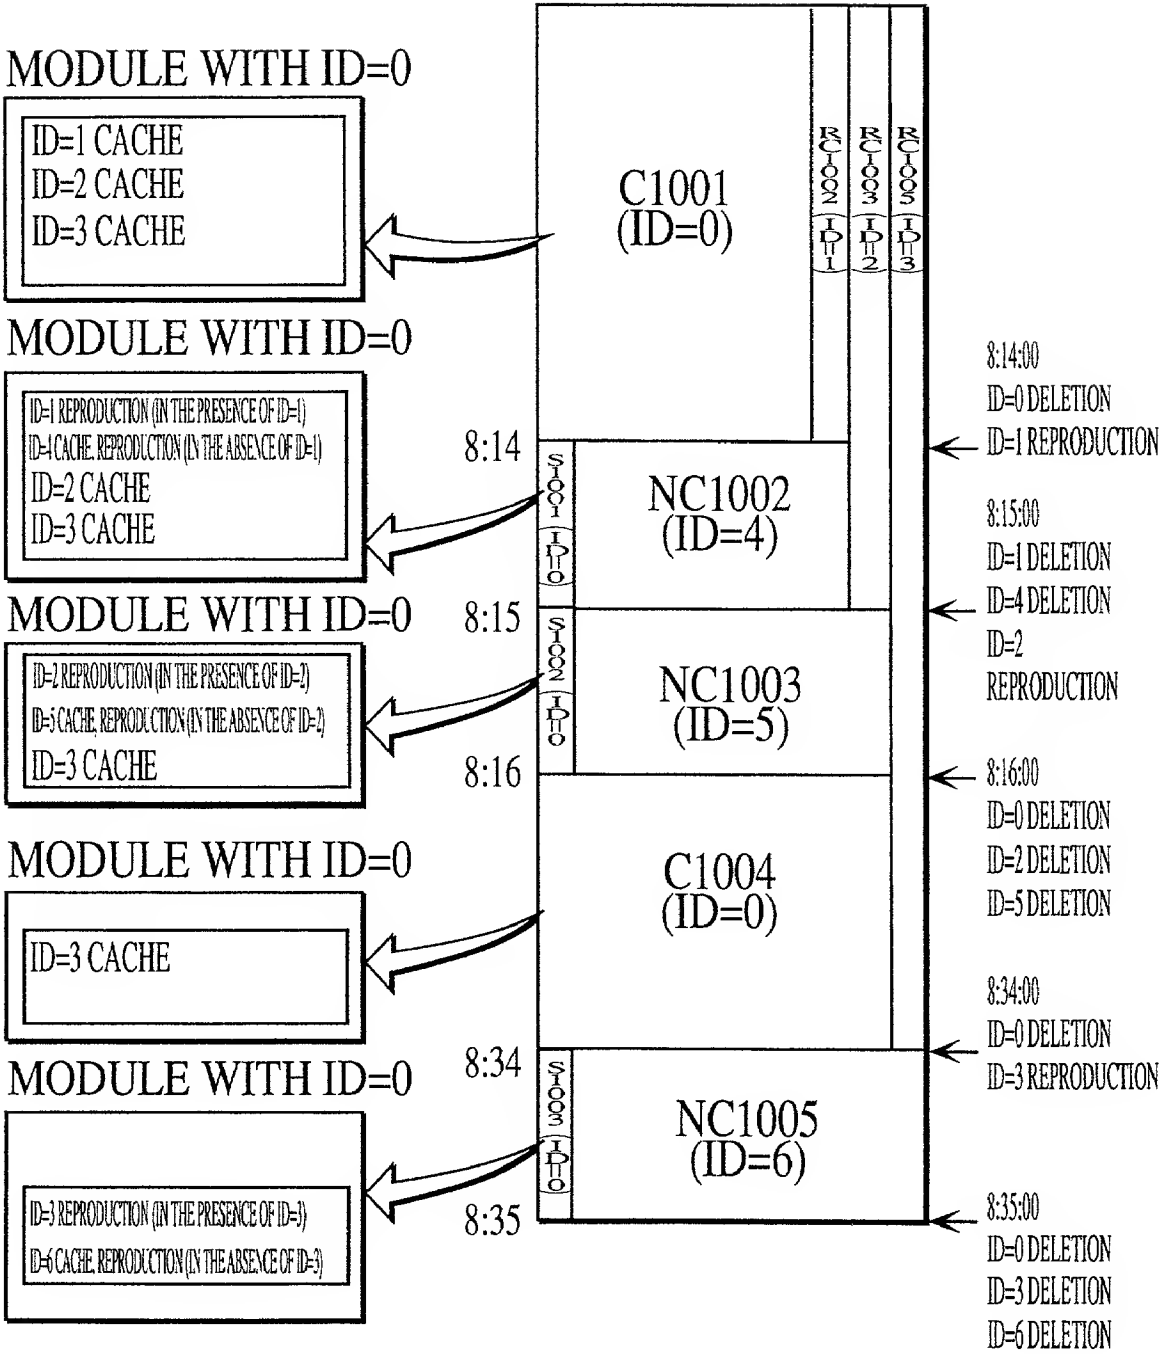 MODULE WITH ID=0
ID=1 CACHE
ID=2 CACHE
ID=3 CACHE
MODULE WITH ID=0
ID=1 REPRODUCTION (IN THE PRESENCE OF ID=1)
ID=4 CACHE, REPRODUCTION (IN THE ABSENCE OF ID=1)
ID=2 CACHE
ID=3 CACHE
MODULE WITH ID=0
ID=2 REPRODUCTION (IN THE PRESENCE OF ID=2)
ID=5 CACHE, REPRODUCTION (IN THE ABSENCE OF ID=2)
ID=3 CACHE
MODULE WITH ID=0
ID=3 CACHE
MODULE WITH ID=0
ID=3 REPRODUCTION (IN THE PRESENCE OF ID=3)
ID=6 CACHE, REPRODUCTION (IN THE ABSENCE OF ID=3)
8:14
8:15
8:16
8:34
8:35
C1001
(ID=0)
RC1002 (ID=1)
RC1003 (ID=2)
RC1005 (ID=3)
S1001 (ID=0)
NC1002
(ID=4)
S1002 (ID=0)
NC1003
(ID=5)
C1004
(ID=0)
S1003 (ID=0)
NC1005
(ID=6)
8:14:00
ID=0 DELETION
ID=1 REPRODUCTION
8:15:00
ID=1 DELETION
ID=4 DELETION
ID=2
REPRODUCTION
8:16:00
ID=0 DELETION
ID=2 DELETION
ID=5 DELETION
8:34:00
ID=0 DELETION
ID=3 REPRODUCTION
8:35:00
ID=0 DELETION
ID=3 DELETION
ID=6 DELETION